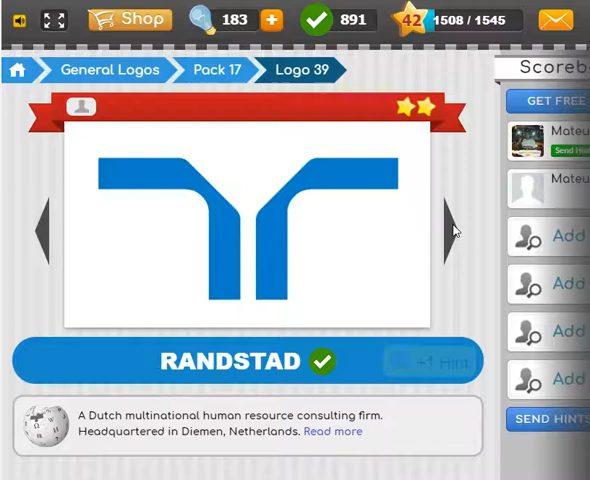 Shop
183
891
42
1508 / 1545
General Logos
Pack 17
Logo 39
Scoreb
GET FREE
Mateu
Send Hin
Mateu
Add
Add
Add
Add
SEND HINTS
RANDSTAD
+1 Hint
A Dutch multinational human resource consulting firm.
Headquartered in Diemen, Netherlands. Read more